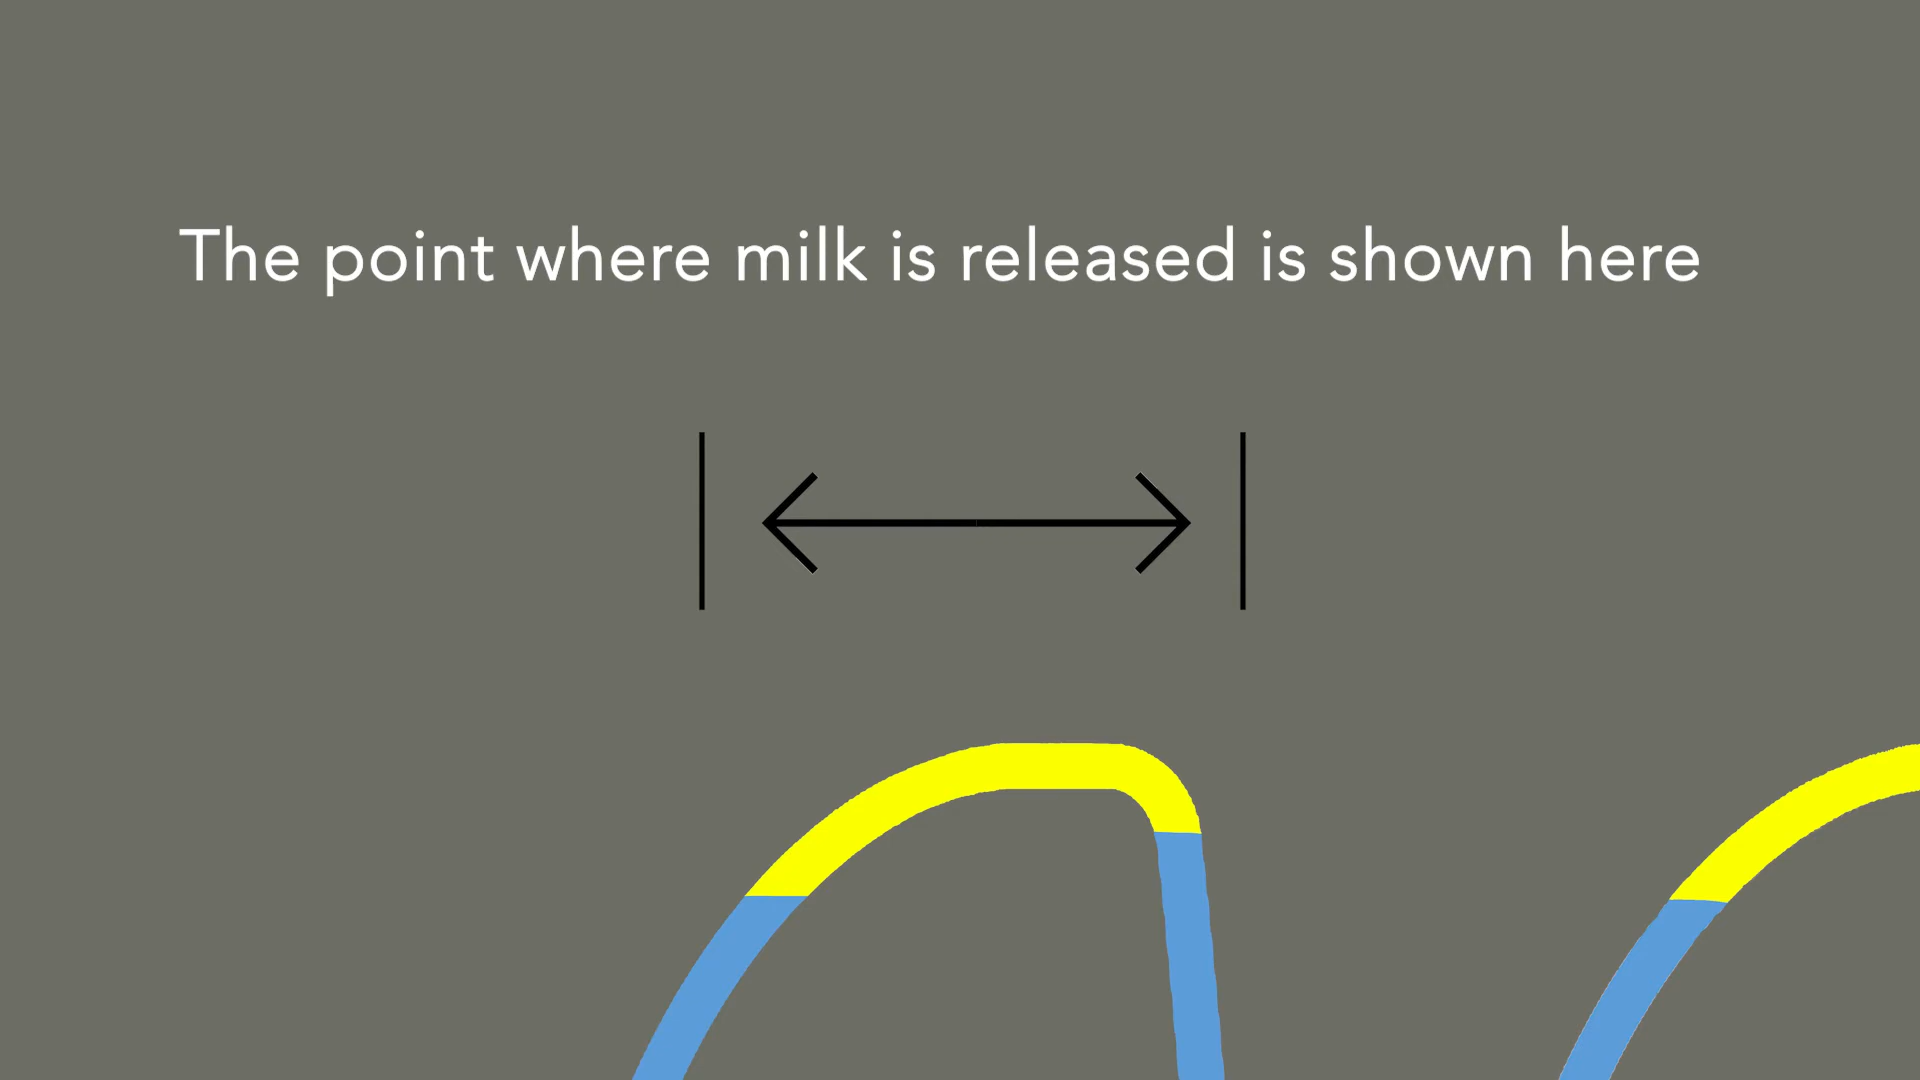 The point where milk is released is shown here